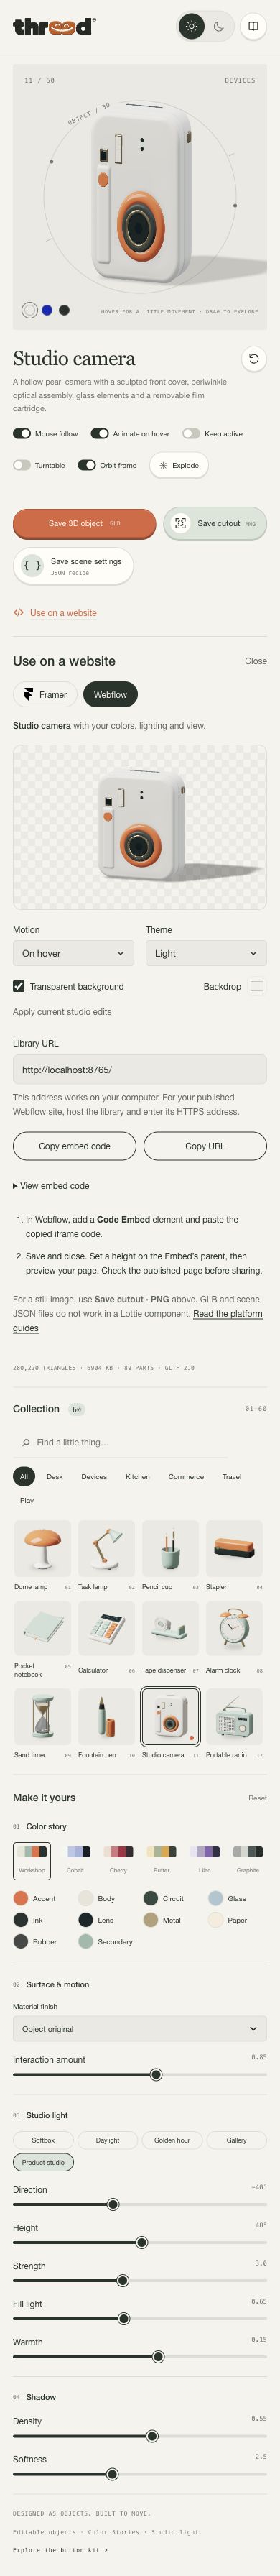 threed
11 / 60
DEVICES
OBJECT / 3D
HOVER FOR A LITTLE MOVEMENT · DRAG TO EXPLORE
Studio camera
A hollow camera with a sculpted front cover, periwinkle
optical assembly, glass elements and a removable film
cartridge.
Mouse follow
Animate on hover
Keep active
Turntable
Orbit frame
Explode
Save 3D object GLB
Save cutout PNG
{ }
Save scene settings
JSON recipe
</> Use on a website
Use on a website
Close
Framer
Webflow
Studio camera with your colors, lighting and view.
Motion
Theme
On hover
Light
Transparent background
Backdrop
Apply current studio edits
Library URL
http://localhost:8765/
This address works on your computer. For your published
Webflow site, host the library and enter its HTTPS address.
Copy embed code
Copy URL
View embed code
1. In Webflow, add a Code Embed element and paste the
copied iframe code.
2. Save and close. Set a height on the Embed's parent, then
preview your page. Check the published page before sharing.
For a still image, use Save cutout · PNG above. GLB and scene
JSON files do not work in a Lottie component. Read the platform
guides
280,220 TRIANGLES · 6904 KB · 89 PARTS · GLTF 2.0
Collection 60
01–60
Find a little thing…
All
Desk
Devices
Kitchen
Commerce
Travel
Play
Dome lamp 01
Task lamp 02
Pencil cup 03
Stapler 04
Pocket notebook 05
Calculator 06
Tape dispenser 07
Alarm clock 08
Sand timer 09
Fountain pen 10
Studio camera 11
Portable radio 12
Make it yours
Reset
01 Color story
Workshop
Cobalt
Cherry
Butter
Lilac
Graphite
Accent
Body
Circuit
Glass
Ink
Lens
Metal
Paper
Rubber
Secondary
02 Surface & motion
Material finish
Object original
Interaction amount
0.85
03 Studio light
Softbox
Daylight
Golden hour
Gallery
Product studio
Direction
-40°
Height
48°
Strength
3.0
Fill light
0.65
Warmth
0.15
04 Shadow
Density
0.55
Softness
2.5
DESIGNED AS OBJECTS. BUILT TO MOVE.
Editable objects · Color Stories · Studio light
Explore the button kit ↗